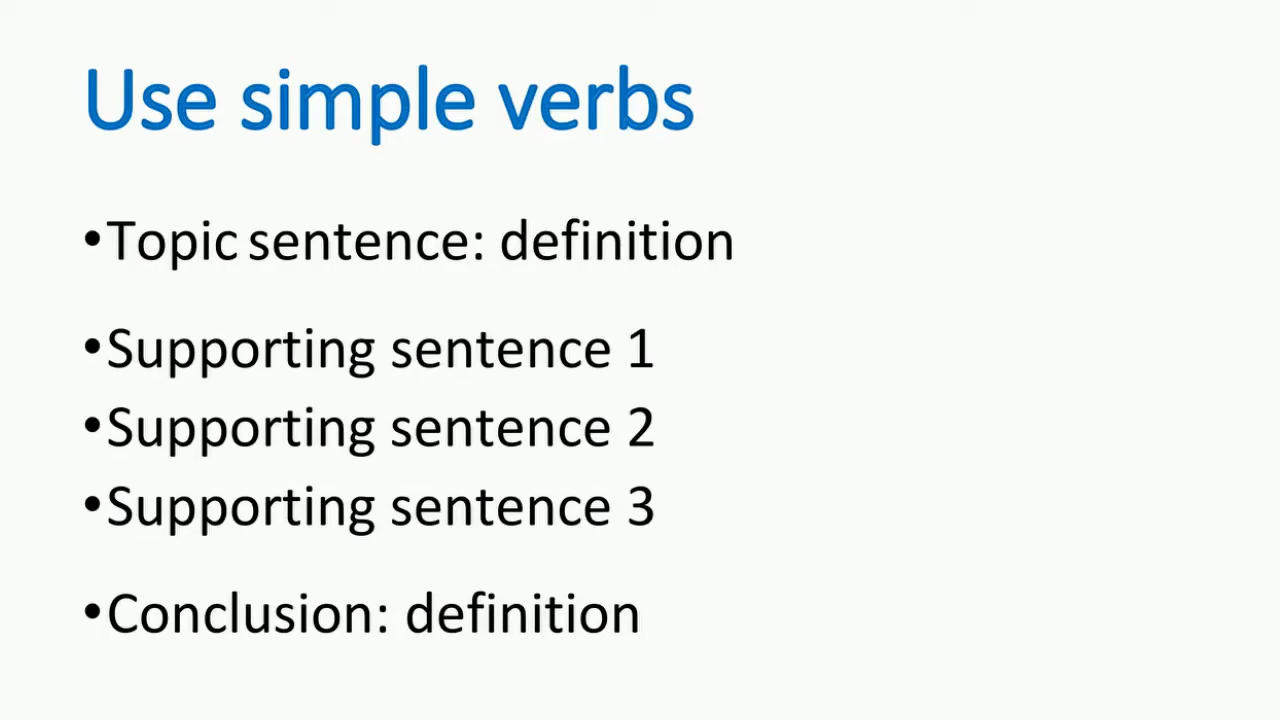 Use simple verbs
•Topic sentence: definition
•Supporting sentence 1
•Supporting sentence 2
•Supporting sentence 3
•Conclusion: definition